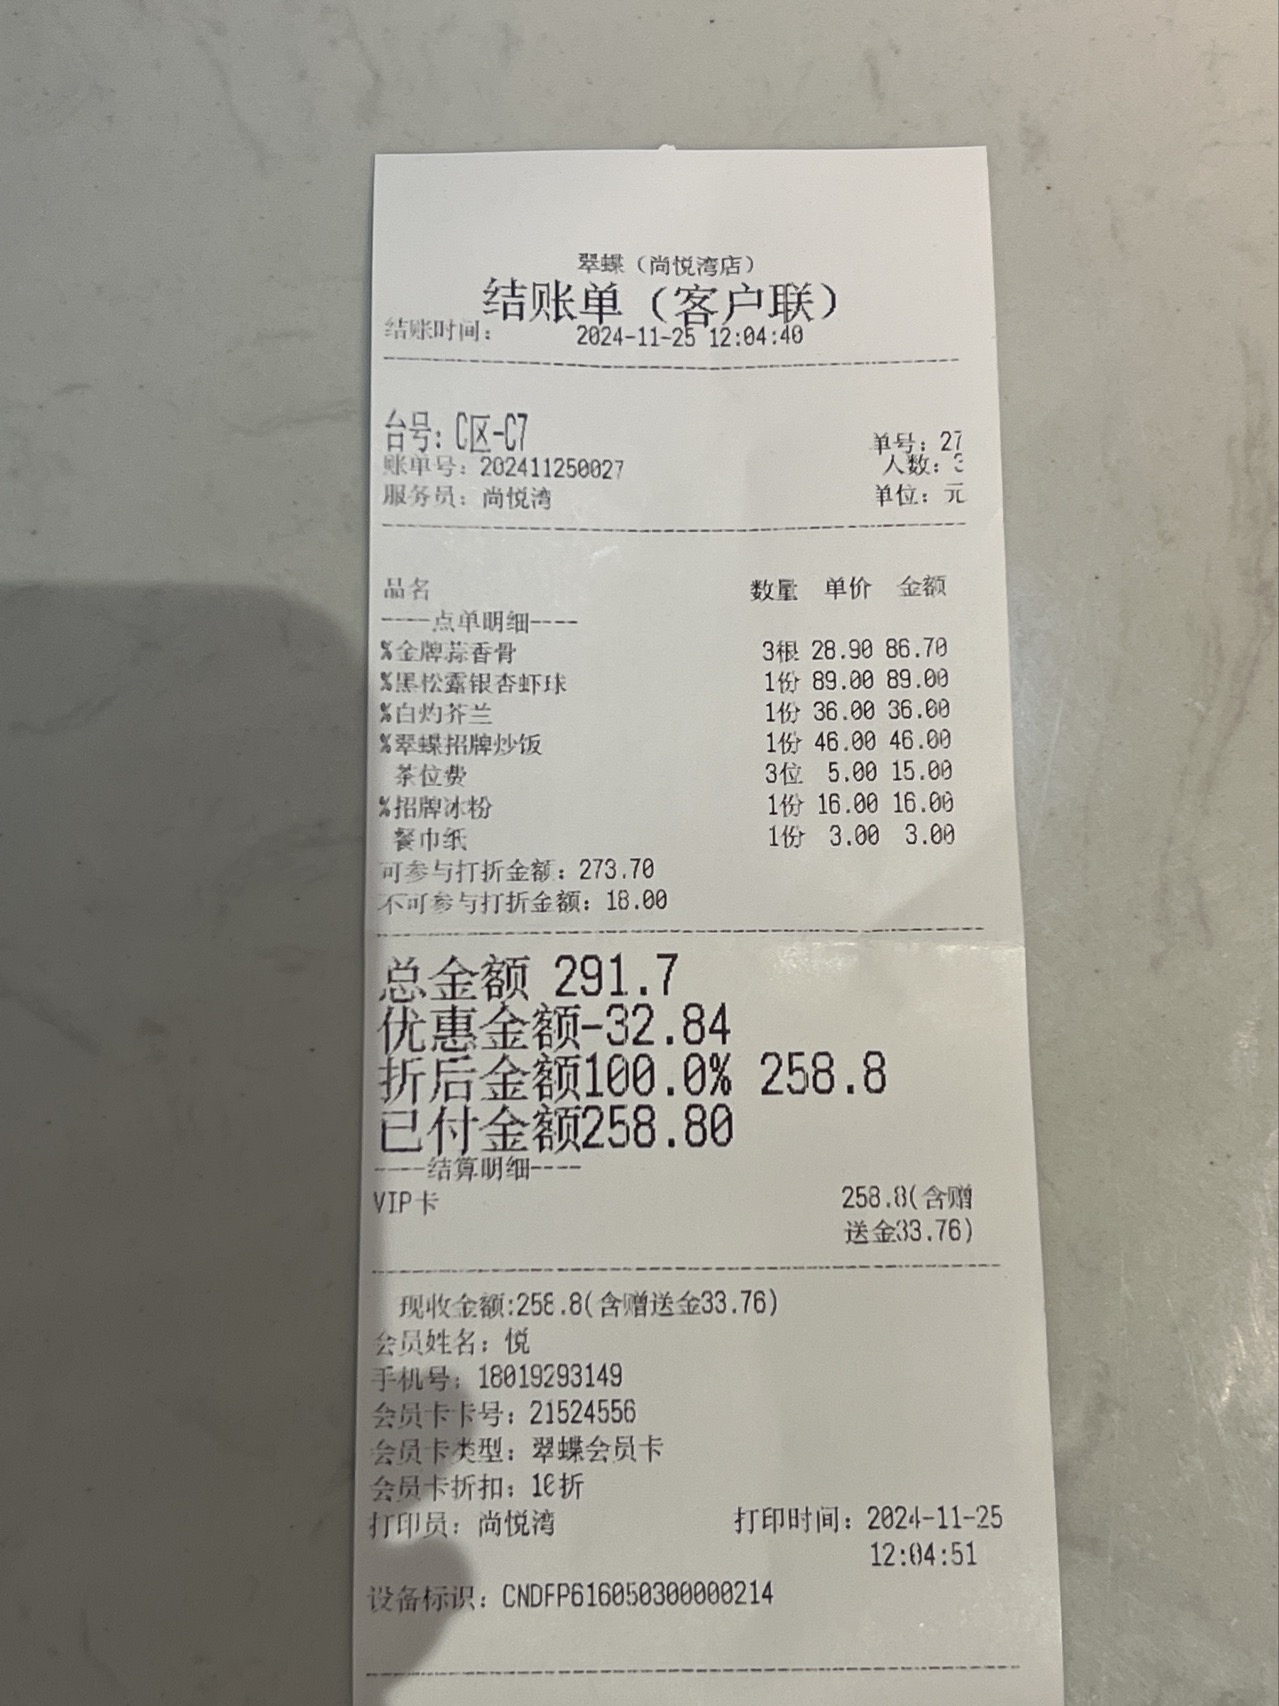 翠蝶（尚悦湾店）
结账单（客户联）
结账时间： 2024-11-25 12:04:40
台号：C区-C7
单号：27
账单号：202411250027
人数：3
服务员：尚悦湾
单位：元
品名 数量 单价 金额
----点单明细----
%金牌蒜香骨 3根 28.90 86.70
%黑松露银杏虾球 1份 89.00 89.00
%白灼芥兰 1份 36.00 36.00
%翠蝶招牌炒饭 1份 46.00 46.00
茶位费 3位 5.00 15.00
%招牌冰粉 1份 16.00 16.00
餐巾纸 1份 3.00 3.00
可参与打折金额：273.70
不可参与打折金额：18.00
总金额 291.7
优惠金额-32.84
折后金额100.0% 258.8
已付金额258.80
----结算明细----
VIP卡 258.8(含赠
送金33.76)
现收金额:258.8(含赠送金33.76)
会员姓名：悦
手机号：18019293149
会员卡卡号：21524556
会员卡类型：翠蝶会员卡
会员卡折扣：10折
打印员：尚悦湾 打印时间：2024-11-25
12:04:51
设备标识：CNDFP616050300000214